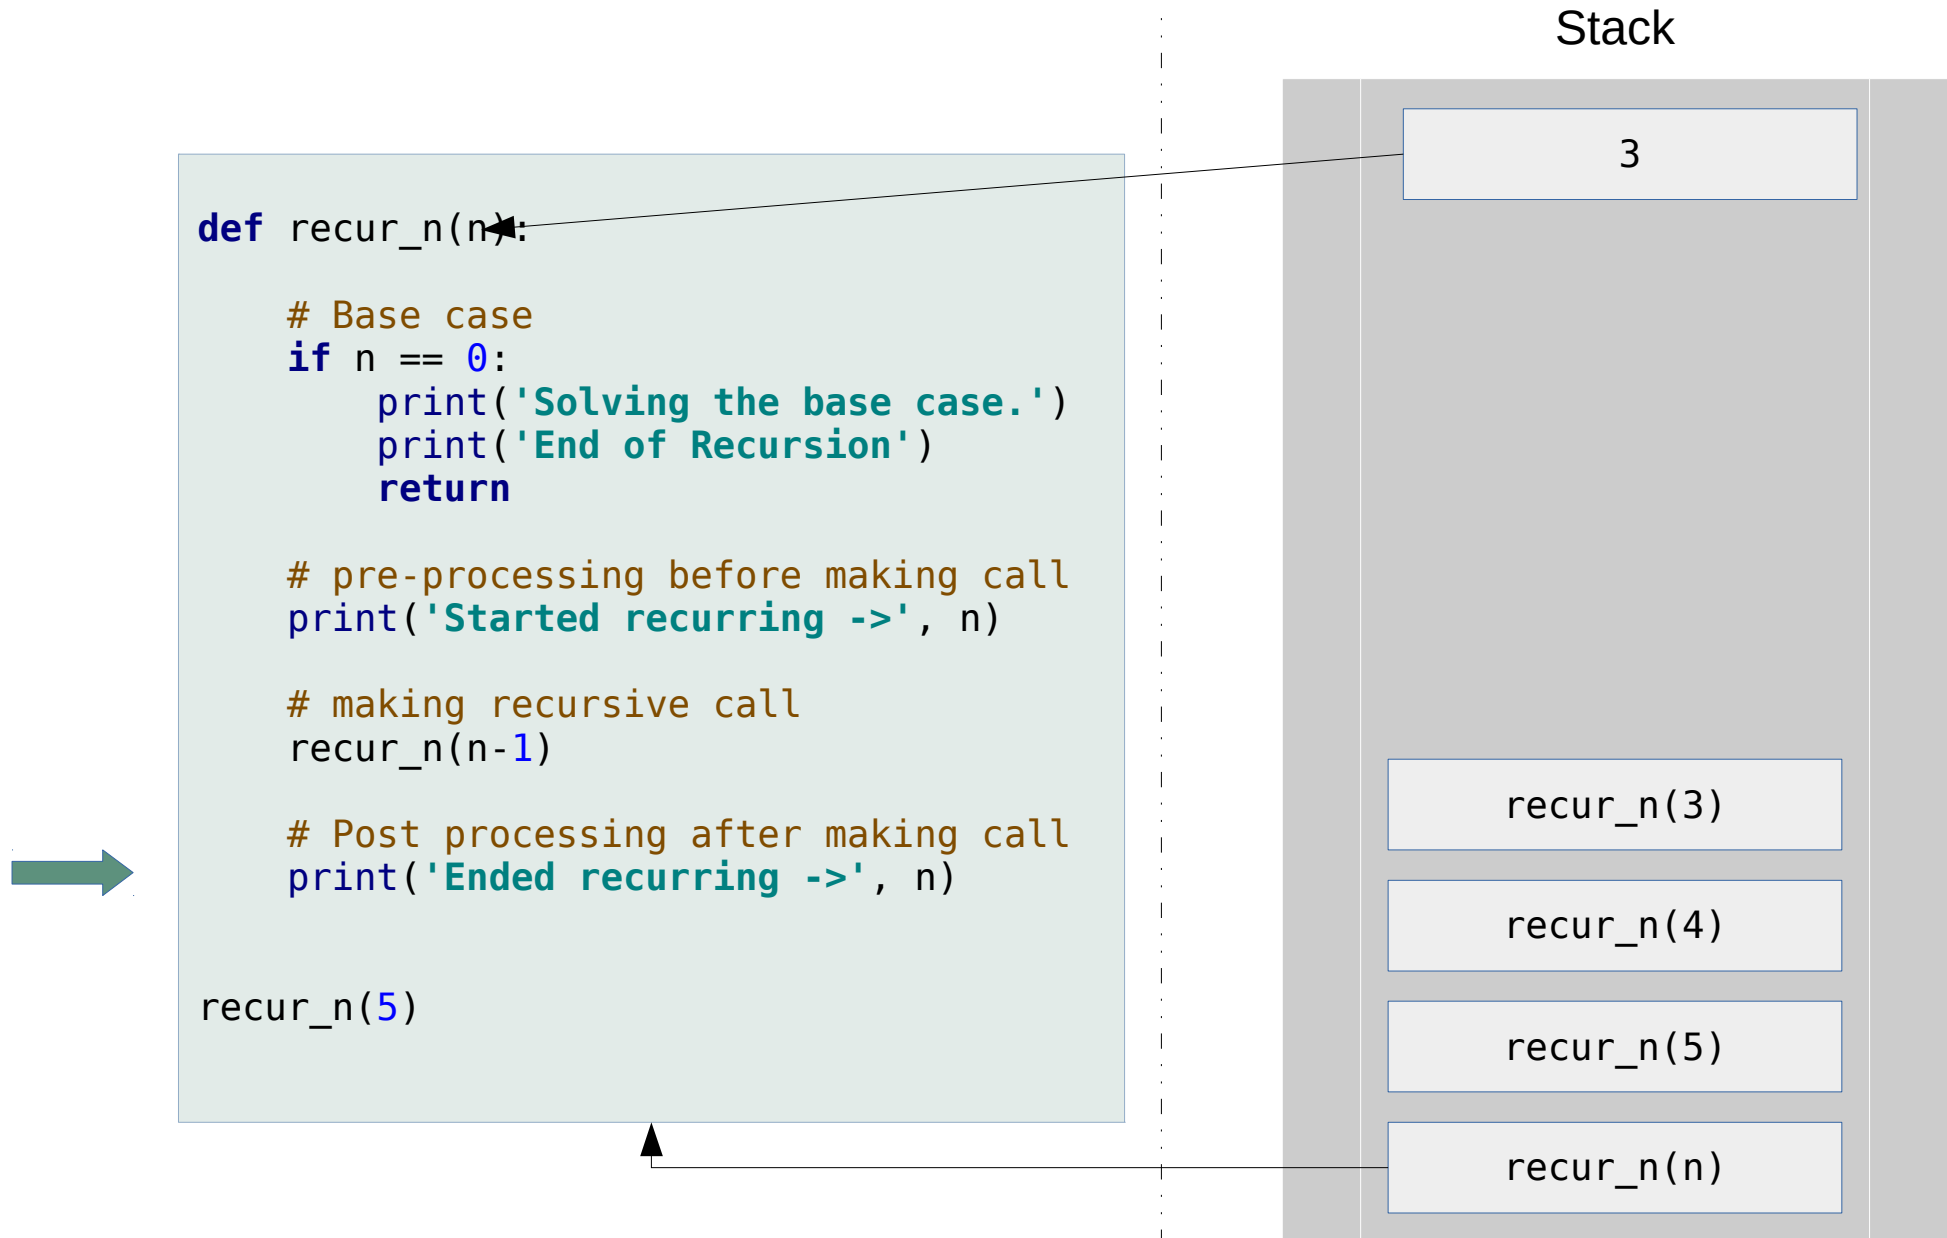 Stack
3
def recur_n(n):
    # Base case
    if n == 0:
        print('Solving the base case.')
        print('End of Recursion')
        return
    # pre-processing before making call
    print('Started recurring ->', n)
    # making recursive call
    recur_n(n-1)
    # Post processing after making call
    print('Ended recurring ->', n)
recur_n(5)
recur_n(3)
recur_n(4)
recur_n(5)
recur_n(n)